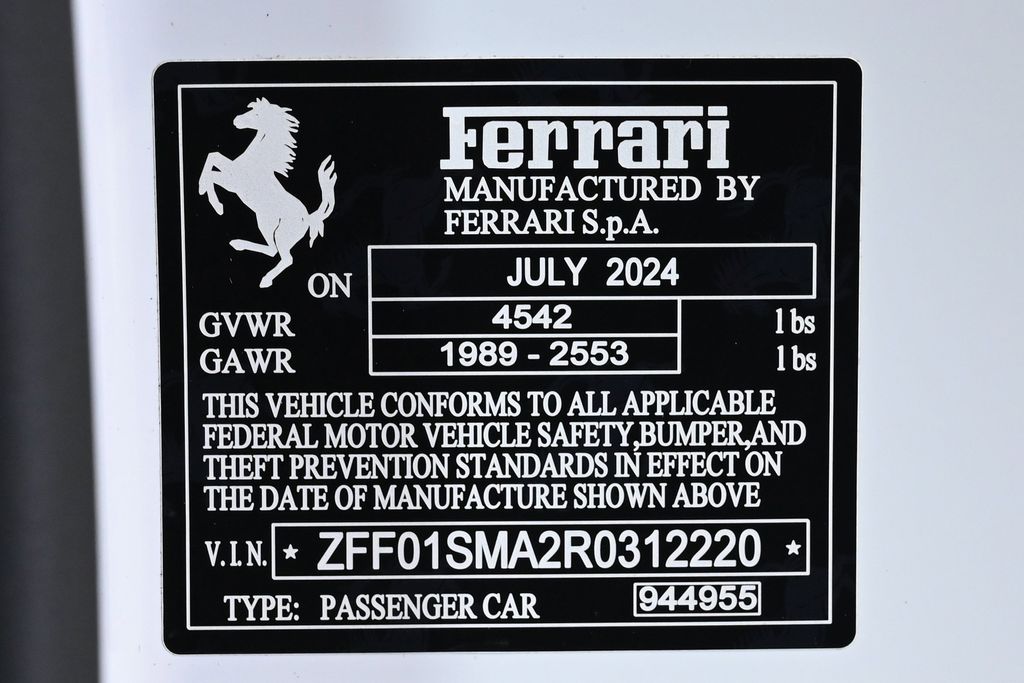 Ferrari
MANUFACTURED BY
FERRARI S.p.A.
ON JULY 2024
GVWR 4542 lbs
GAWR 1989 - 2553 lbs
THIS VEHICLE CONFORMS TO ALL APPLICABLE
FEDERAL MOTOR VEHICLE SAFETY,BUMPER,AND
THEFT PREVENTION STANDARDS IN EFFECT ON
THE DATE OF MANUFACTURE SHOWN ABOVE
V.I.N. ★ ZFF01SMA2R0312220 ★
TYPE: PASSENGER CAR 944955